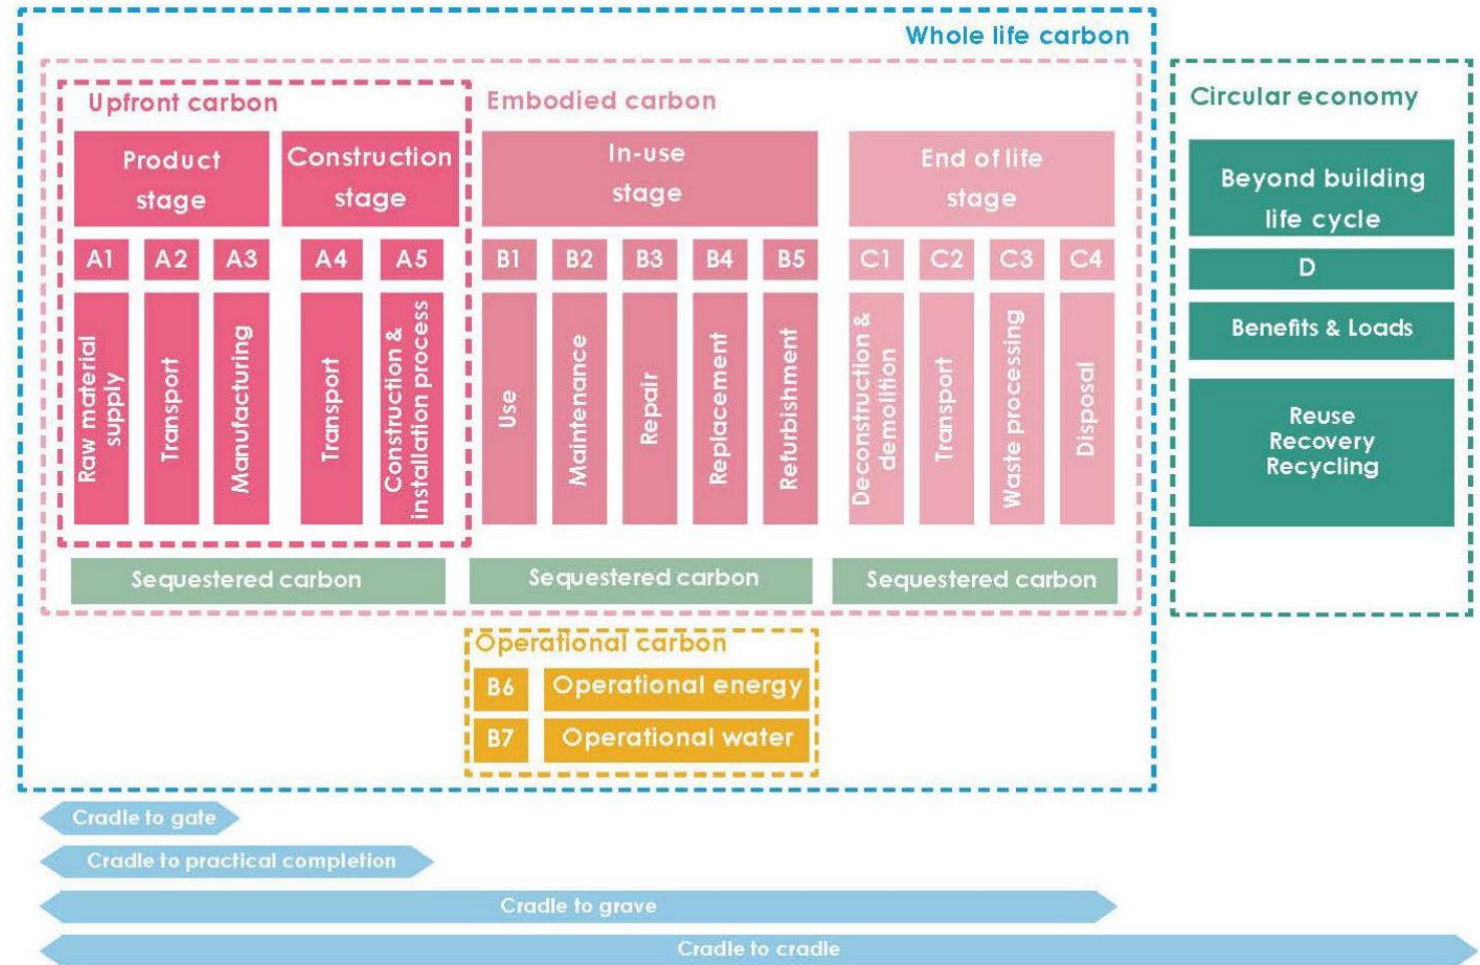 Whole life carbon
Upfront carbon
Embodied carbon
Circular economy
Product
stage
Construction
stage
In-use
stage
End of life
stage
Beyond building
life cycle
A1
A2
A3
A4
A5
B1
B2
B3
B4
B5
C1
C2
C3
C4
D
Raw material
supply
Transport
Manufacturing
Transport
Construction &
installation process
Use
Maintenance
Repair
Replacement
Refurbishment
Deconstruction &
demolition
Transport
Waste processing
Disposal
Benefits & Loads
Reuse
Recovery
Recycling
Sequestered carbon
Sequestered carbon
Sequestered carbon
Operational carbon
B6
Operational energy
B7
Operational water
Cradle to gate
Cradle to practical completion
Cradle to grave
Cradle to cradle